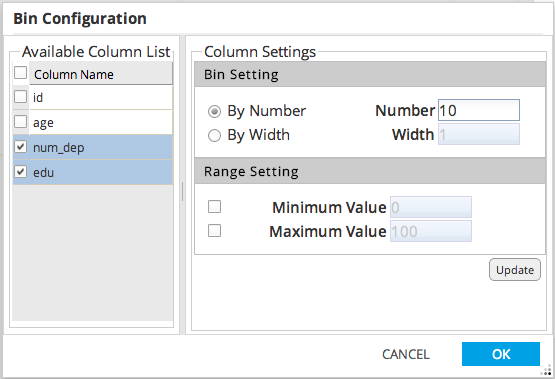 Bin Configuration
Available Column List
Column Name
id
age
num_dep
edu
Column Settings
Bin Setting
By Number Number 10
By Width Width 1
Range Setting
Minimum Value 0
Maximum Value 100
Update
CANCEL OK